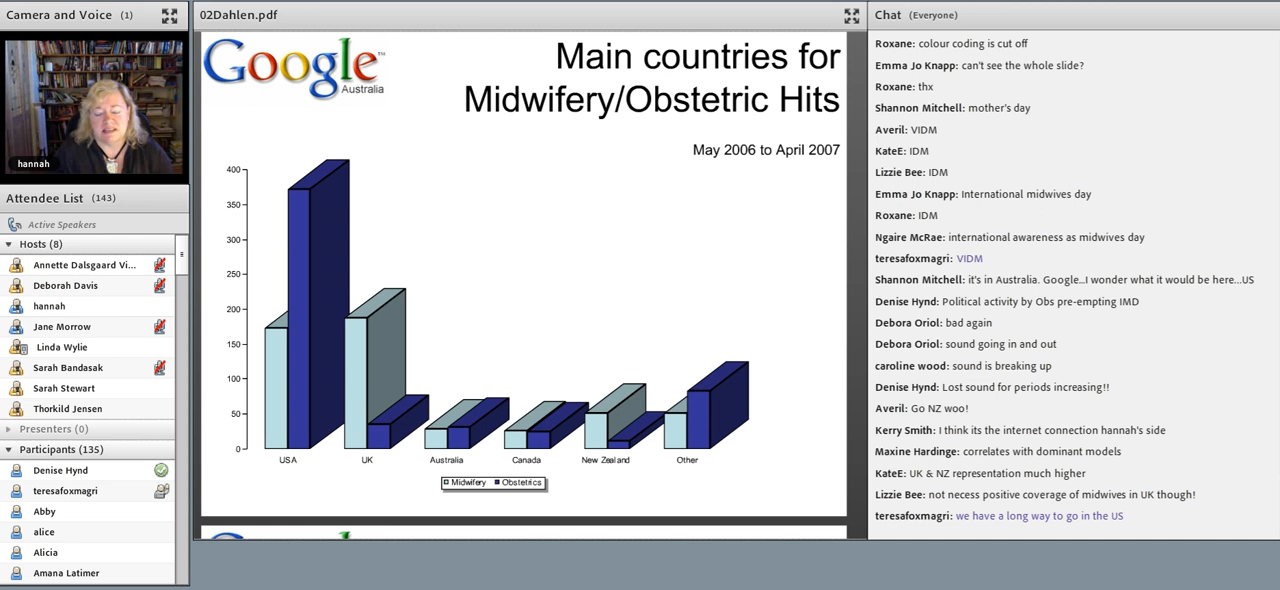 Camera and Voice (1)
hannah
Attendee List (143)
Active Speakers
Hosts (8)
Annette Dalsgaard Vi...
Deborah Davis
hannah
Jane Morrow
Linda Wylie
Sarah Bandasak
Sarah Stewart
Thorkild Jensen
Presenters (0)
Participants (135)
Denise Hynd
teresafoxmagri
Abby
alice
Alicia
Amana Latimer
02Dahlen.pdf
Google™
Australia
Main countries for
Midwifery/Obstetric Hits
May 2006 to April 2007
400
350
300
250
200
150
100
50
0
USA UK Australia Canada New Zealand Other
Midwifery Obstetrics
Chat (Everyone)
Roxane: colour coding is cut off
Emma Jo Knapp: can't see the whole slide?
Roxane: thx
Shannon Mitchell: mother's day
Averil: VIDM
KateE: IDM
Lizzie Bee: IDM
Emma Jo Knapp: International midwives day
Roxane: IDM
Ngaire McRae: international awareness as midwives day
teresafoxmagri: VIDM
Shannon Mitchell: it's in Australia. Google...I wonder what it would be here...US
Denise Hynd: Political activity by Obs pre-empting IMD
Debora Oriol: bad again
Debora Oriol: sound going in and out
caroline wood: sound is breaking up
Denise Hynd: Lost sound for periods increasing!!
Averil: Go NZ woo!
Kerry Smith: I think its the internet connection hannah's side
Maxine Hardinge: correlates with dominant models
KateE: UK & NZ representation much higher
Lizzie Bee: not necess positive coverage of midwives in UK though!
teresafoxmagri: we have a long way to go in the US